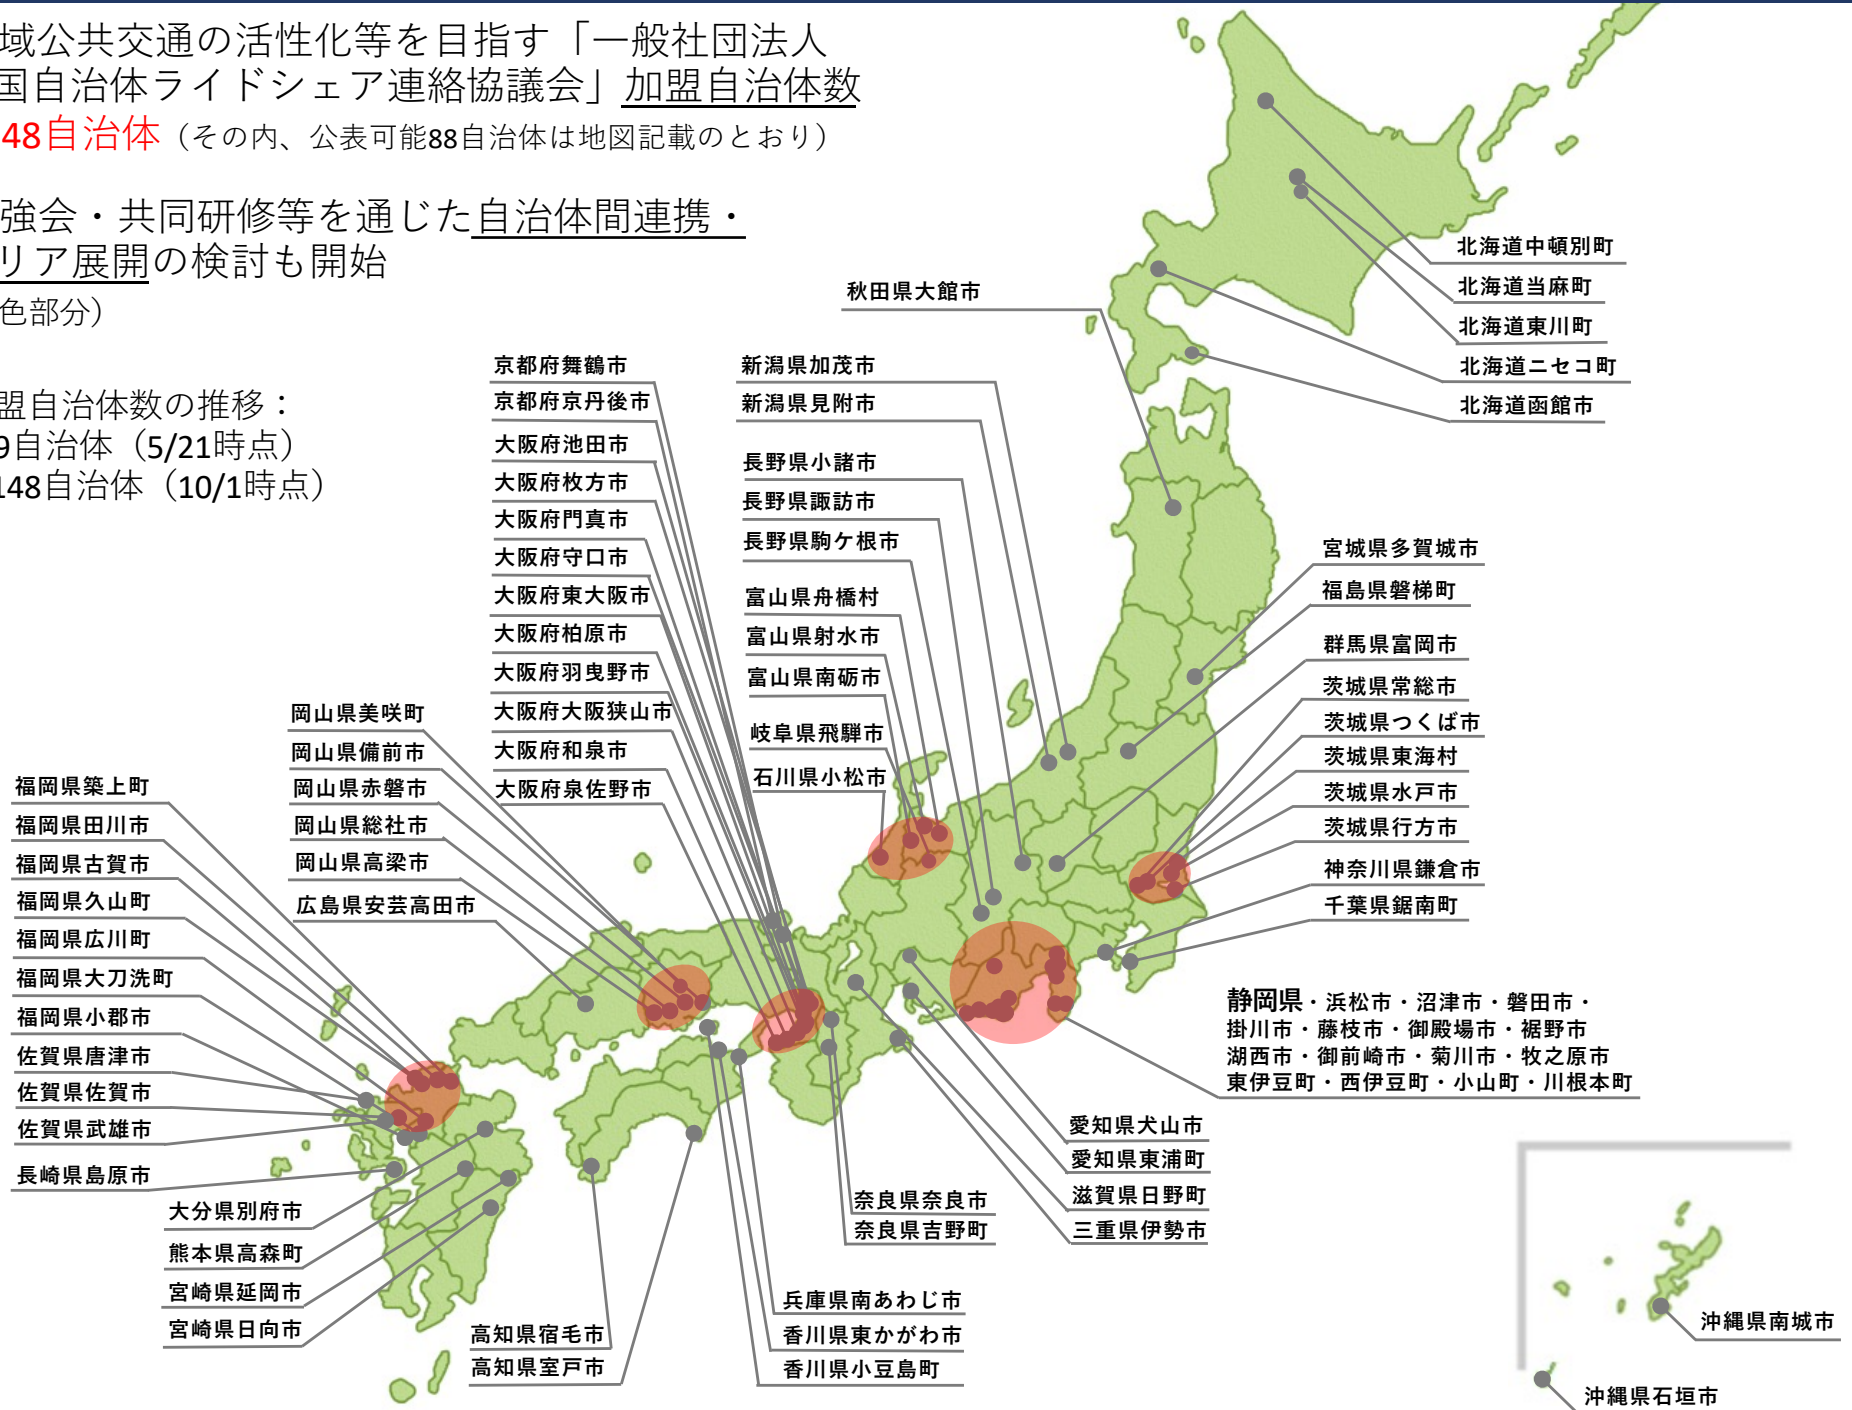 域公共交通の活性化等を目指す「一般社団法人
国自治体ライドシェア連絡協議会」加盟自治体数
48自治体（その内、公表可能88自治体は地図記載のとおり）
強会・共同研修等を通じた自治体間連携・
リア展開の検討も開始
色部分）
盟自治体数の推移：
9自治体（5/21時点）
148自治体（10/1時点）
北海道中頓別町
北海道当麻町
北海道東川町
北海道ニセコ町
北海道函館市
秋田県大館市
京都府舞鶴市
京都府京丹後市
大阪府池田市
大阪府枚方市
大阪府門真市
大阪府守口市
大阪府東大阪市
大阪府柏原市
大阪府羽曳野市
大阪府大阪狭山市
大阪府和泉市
大阪府泉佐野市
新潟県加茂市
新潟県見附市
長野県小諸市
長野県諏訪市
長野県駒ケ根市
富山県舟橋村
富山県射水市
富山県南砺市
岐阜県飛騨市
石川県小松市
宮城県多賀城市
福島県磐梯町
群馬県富岡市
茨城県常総市
茨城県つくば市
茨城県東海村
茨城県水戸市
茨城県行方市
神奈川県鎌倉市
千葉県鋸南町
岡山県美咲町
岡山県備前市
岡山県赤磐市
岡山県総社市
岡山県高梁市
広島県安芸高田市
福岡県築上町
福岡県田川市
福岡県古賀市
福岡県久山町
福岡県広川町
福岡県大刀洗町
福岡県小郡市
佐賀県唐津市
佐賀県佐賀市
佐賀県武雄市
長崎県島原市
大分県別府市
熊本県高森町
宮崎県延岡市
宮崎県日向市
高知県宿毛市
高知県室戸市
兵庫県南あわじ市
香川県東かがわ市
香川県小豆島町
奈良県奈良市
奈良県吉野町
愛知県犬山市
愛知県東浦町
滋賀県日野町
三重県伊勢市
静岡県・浜松市・沼津市・磐田市・
掛川市・藤枝市・御殿場市・裾野市
湖西市・御前崎市・菊川市・牧之原市
東伊豆町・西伊豆町・小山町・川根本町
沖縄県南城市
沖縄県石垣市